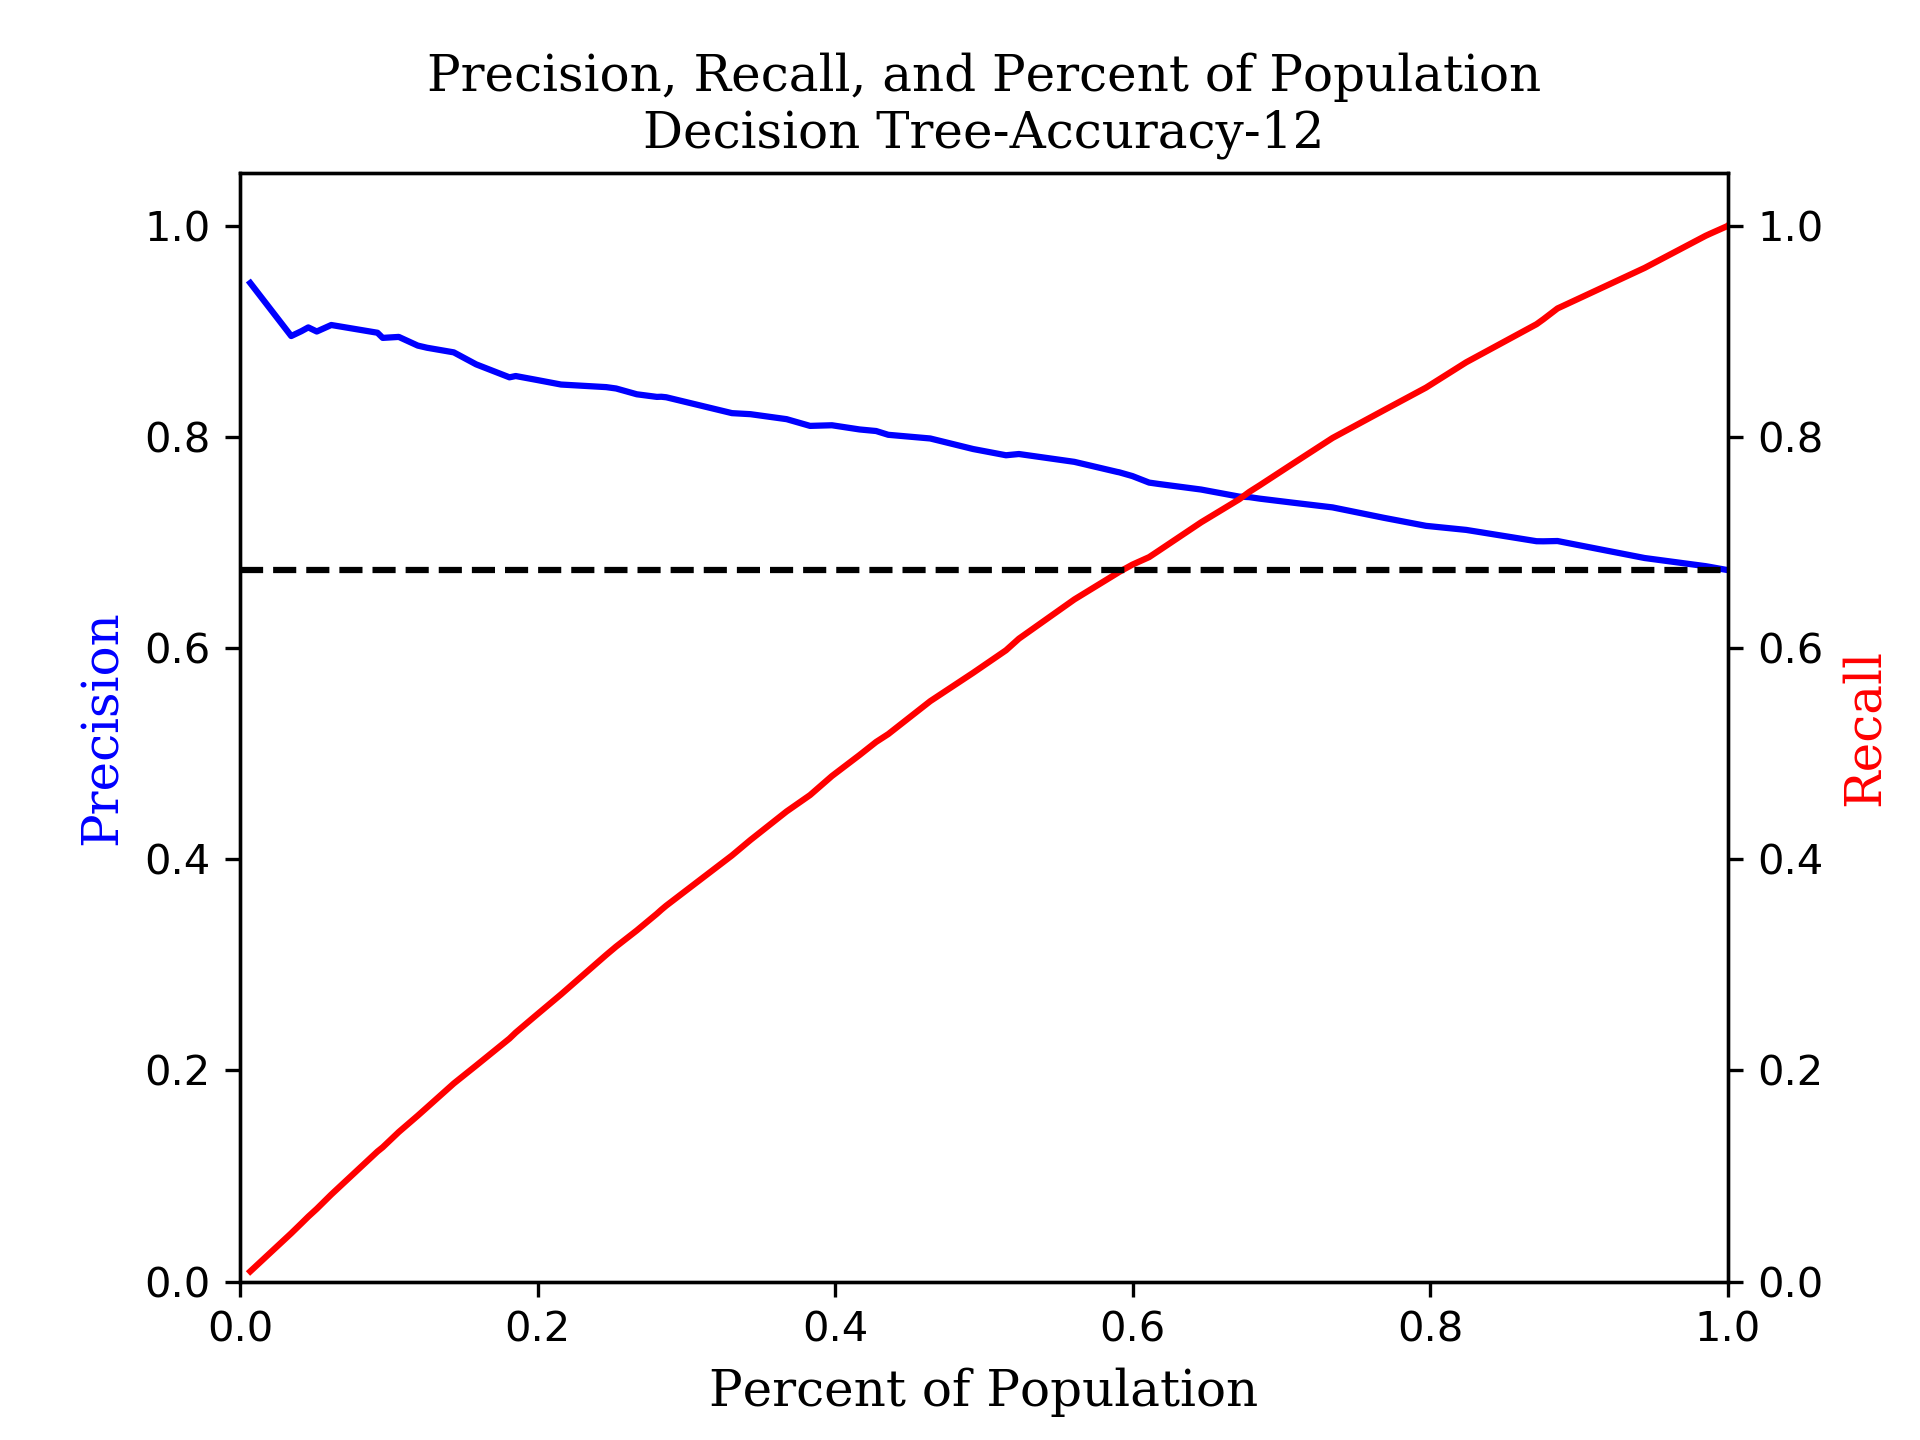 Precision, Recall, and Percent of Population
Decision Tree-Accuracy-12
1.0
0.8
0.6
0.4
0.2
0.0
Precision
1.0
0.8
0.6
0.4
0.2
0.0
Recall
0.0 0.2 0.4 0.6 0.8 1.0
Percent of Population